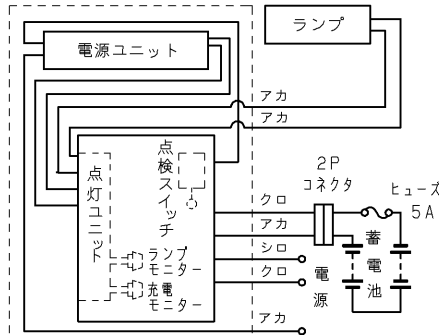 ランプ
電源ユニット
アカ
アカ
点検スイッチ
点灯ユニット
ランプ
モニター
充電
モニター
クロ
アカ
シロ
クロ
アカ
2P
コネクタ
ヒューズ
5A
蓄電池
電源